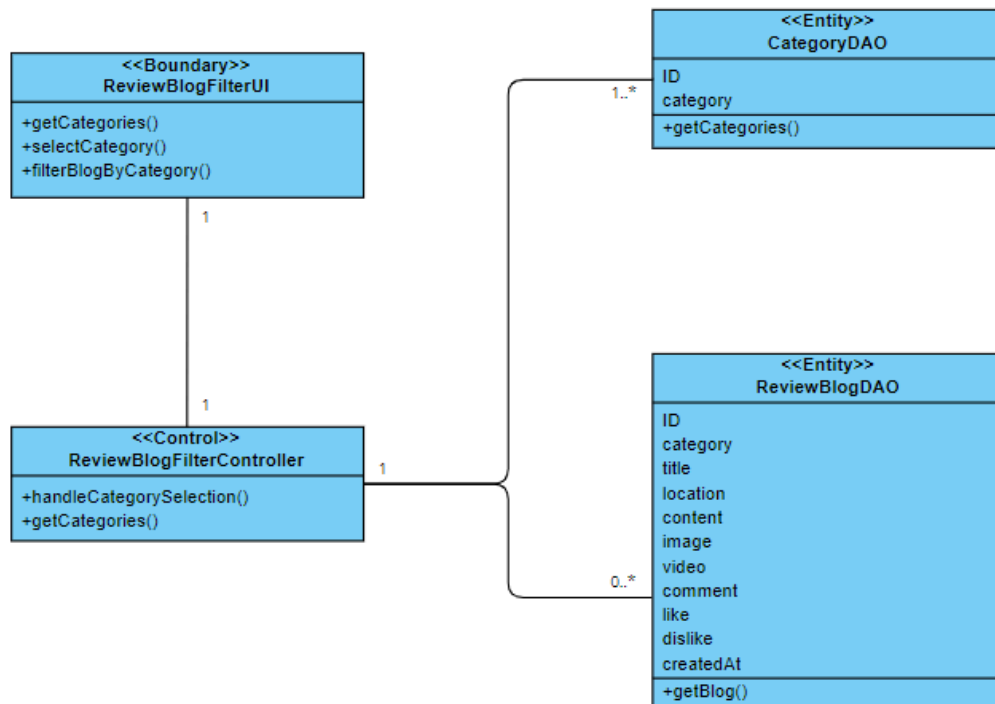 <<Boundary>>
ReviewBlogFilterUI
+getCategories()
+selectCategory()
+filterBlogByCategory()
1
1
<<Control>>
ReviewBlogFilterController
+handleCategorySelection()
+getCategories()
1
<<Entity>>
CategoryDAO
ID
category
+getCategories()
1..*
<<Entity>>
ReviewBlogDAO
ID
category
title
location
content
image
video
comment
like
dislike
createdAt
+getBlog()
0..*